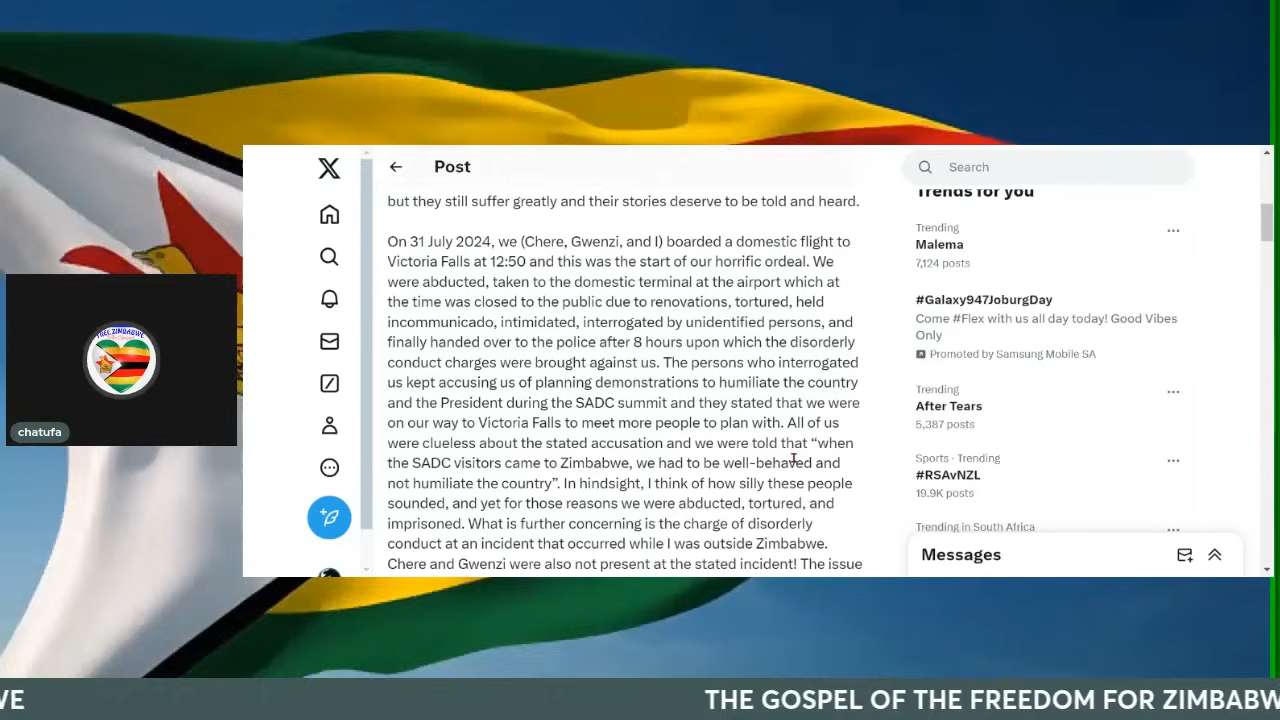 Post
Search
but they still suffer greatly and their stories deserve to be told and heard.
On 31 July 2024, we (Chere, Gwenzi, and I) boarded a domestic flight to
Victoria Falls at 12:50 and this was the start of our horrific ordeal. We
were abducted, taken to the domestic terminal at the airport which at
the time was closed to the public due to renovations, tortured, held
incommunicado, intimidated, interrogated by unidentified persons, and
finally handed over to the police after 8 hours upon which the disorderly
conduct charges were brought against us. The persons who interrogated
us kept accusing us of planning demonstrations to humiliate the country
and the President during the SADC summit and they stated that we were
on our way to Victoria Falls to meet more people to plan with. All of us
were clueless about the stated accusation and we were told that “when
the SADC visitors came to Zimbabwe, we had to be well-behaved and
not humiliate the country”. In hindsight, I think of how silly these people
sounded, and yet for those reasons we were abducted, tortured, and
imprisoned. What is further concerning is the charge of disorderly
conduct at an incident that occurred while I was outside Zimbabwe.
Chere and Gwenzi were also not present at the stated incident! The issue
Trends for you
Trending
Malema
7,124 posts
#Galaxy947JoburgDay
Come #Flex with us all day today! Good Vibes
Only
Promoted by Samsung Mobile SA
Trending
After Tears
5,387 posts
Sports · Trending
#RSAvNZL
19.9K posts
Trending in South Africa
Messages
FREE ZIMBABWE
chatufa
WE
THE GOSPEL OF THE FREEDOM FOR ZIMBABW